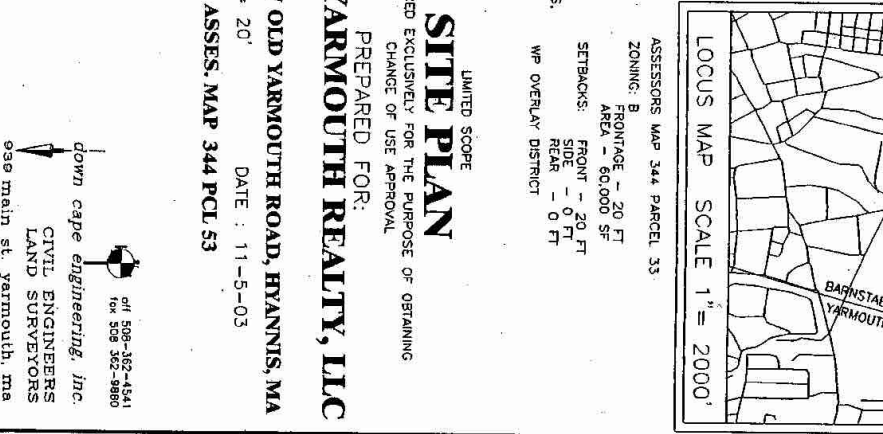 BARNSTAB
YARMOUTH
LOCUS MAP SCALE 1"= 2000'
ASSESSORS MAP 344 PARCEL 33
ZONING: B
FRONTAGE - 20 FT
AREA - 60,000 SF
SETBACKS: FRONT - 20 FT
SIDE - 0 FT
REAR - 0 FT
WP OVERLAY DISTRICT
S.
LIMITED SCOPE
SITE PLAN
ED EXCLUSIVELY FOR THE PURPOSE OF OBTAINING
CHANGE OF USE APPROVAL
PREPARED FOR:
YARMOUTH REALTY, LLC
OLD YARMOUTH ROAD, HYANNIS, MA
= 20' DATE : 11-5-03
ASSES. MAP 344 PCL 53
off 508-362-4541
fax 508 362-9880
down cape engineering, inc.
CIVIL ENGINEERS
LAND SURVEYORS
939 main st. yarmouth, ma